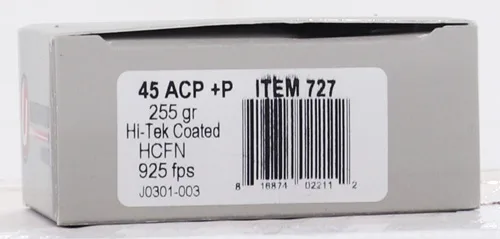 45 ACP +P ITEM 727
255 gr
Hi-Tek Coated
HCFN
925 fps
J0301-003
8 16874 02211 2